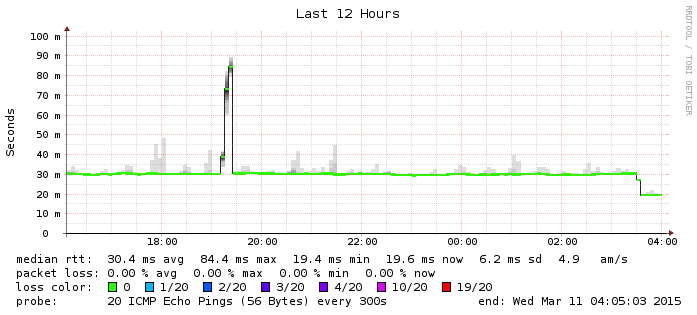 Last 12 Hours
RRDTOOL / TOBI OETIKER
Seconds
100 m
90 m
80 m
70 m
60 m
50 m
40 m
30 m
20 m
10 m
0
18:00 20:00 22:00 00:00 02:00 04:00
median rtt: 30.4 ms avg 84.4 ms max 19.4 ms min 19.6 ms now 6.2 ms sd 4.9 am/s
packet loss: 0.00 % avg 0.00 % max 0.00 % min 0.00 % now
loss color: 0 1/20 2/20 3/20 4/20 10/20 19/20
probe: 20 ICMP Echo Pings (56 Bytes) every 300s end: Wed Mar 11 04:05:03 2015